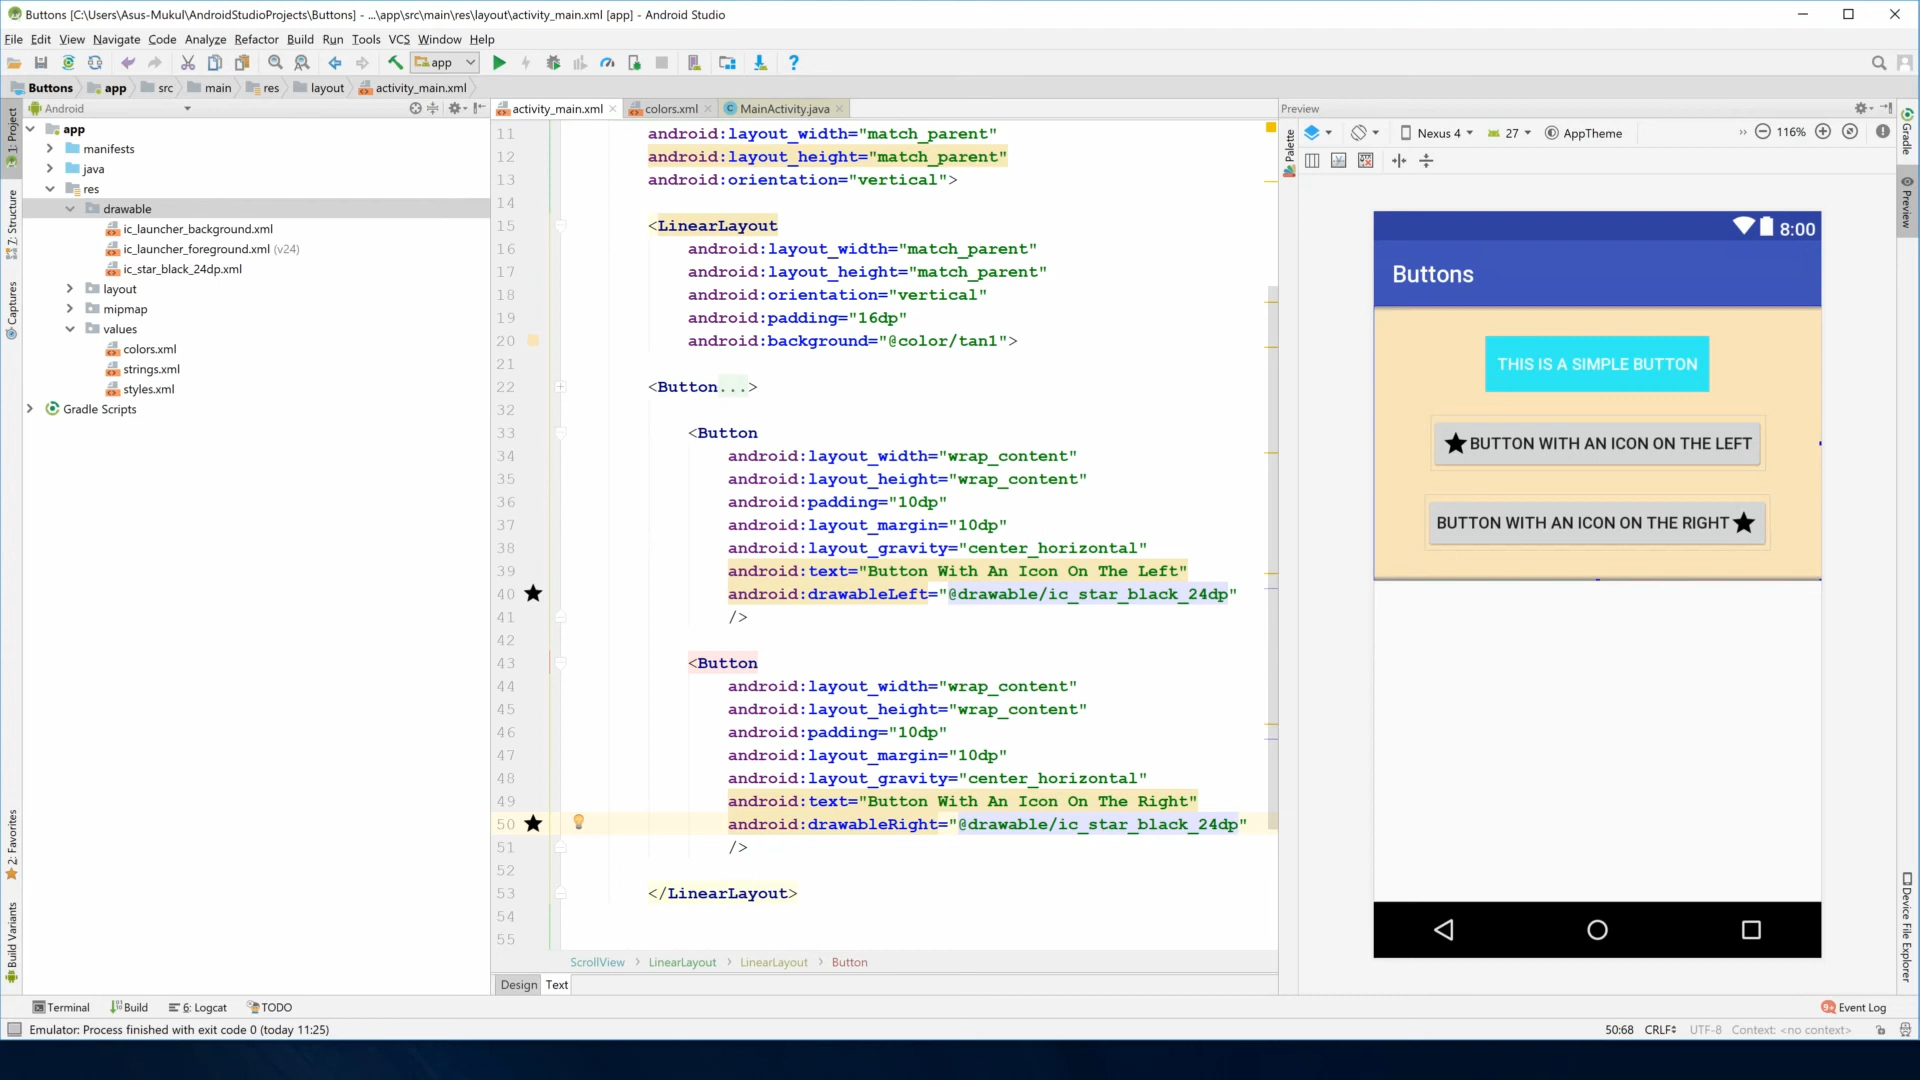 Buttons [C:\Users\Asus-Mukul\AndroidStudioProjects\Buttons] - ...\app\src\main\res\layout\activity_main.xml [app] - Android Studio
File Edit View Navigate Code Analyze Refactor Build Run Tools VCS Window Help
app
Buttons app src main res layout activity_main.xml
1: Project
7: Structure
Captures
2: Favorites
Build Variants
Android
app
manifests
java
res
drawable
ic_launcher_background.xml
ic_launcher_foreground.xml (v24)
ic_star_black_24dp.xml
layout
mipmap
values
colors.xml
strings.xml
styles.xml
Gradle Scripts
activity_main.xml colors.xml MainActivity.java
11 android:layout_width="match_parent"
12 android:layout_height="match_parent"
13 android:orientation="vertical">
14
15 <LinearLayout
16 android:layout_width="match_parent"
17 android:layout_height="match_parent"
18 android:orientation="vertical"
19 android:padding="16dp"
20 android:background="@color/tan1">
21
22 <Button...>
32
33 <Button
34 android:layout_width="wrap_content"
35 android:layout_height="wrap_content"
36 android:padding="10dp"
37 android:layout_margin="10dp"
38 android:layout_gravity="center_horizontal"
39 android:text="Button With An Icon On The Left"
40 android:drawableLeft="@drawable/ic_star_black_24dp"
41 />
42
43 <Button
44 android:layout_width="wrap_content"
45 android:layout_height="wrap_content"
46 android:padding="10dp"
47 android:layout_margin="10dp"
48 android:layout_gravity="center_horizontal"
49 android:text="Button With An Icon On The Right"
50 android:drawableRight="@drawable/ic_star_black_24dp"
51 />
52
53 </LinearLayout>
54
55
ScrollView LinearLayout LinearLayout Button
Design Text
Preview
Palette
Nexus 4 27 AppTheme 116%
8:00
Buttons
THIS IS A SIMPLE BUTTON
BUTTON WITH AN ICON ON THE LEFT
BUTTON WITH AN ICON ON THE RIGHT
Gradle
Preview
Device File Explorer
Terminal Build 6: Logcat TODO Event Log
Emulator: Process finished with exit code 0 (today 11:25) 50:68 CRLF UTF-8 Context: <no context>